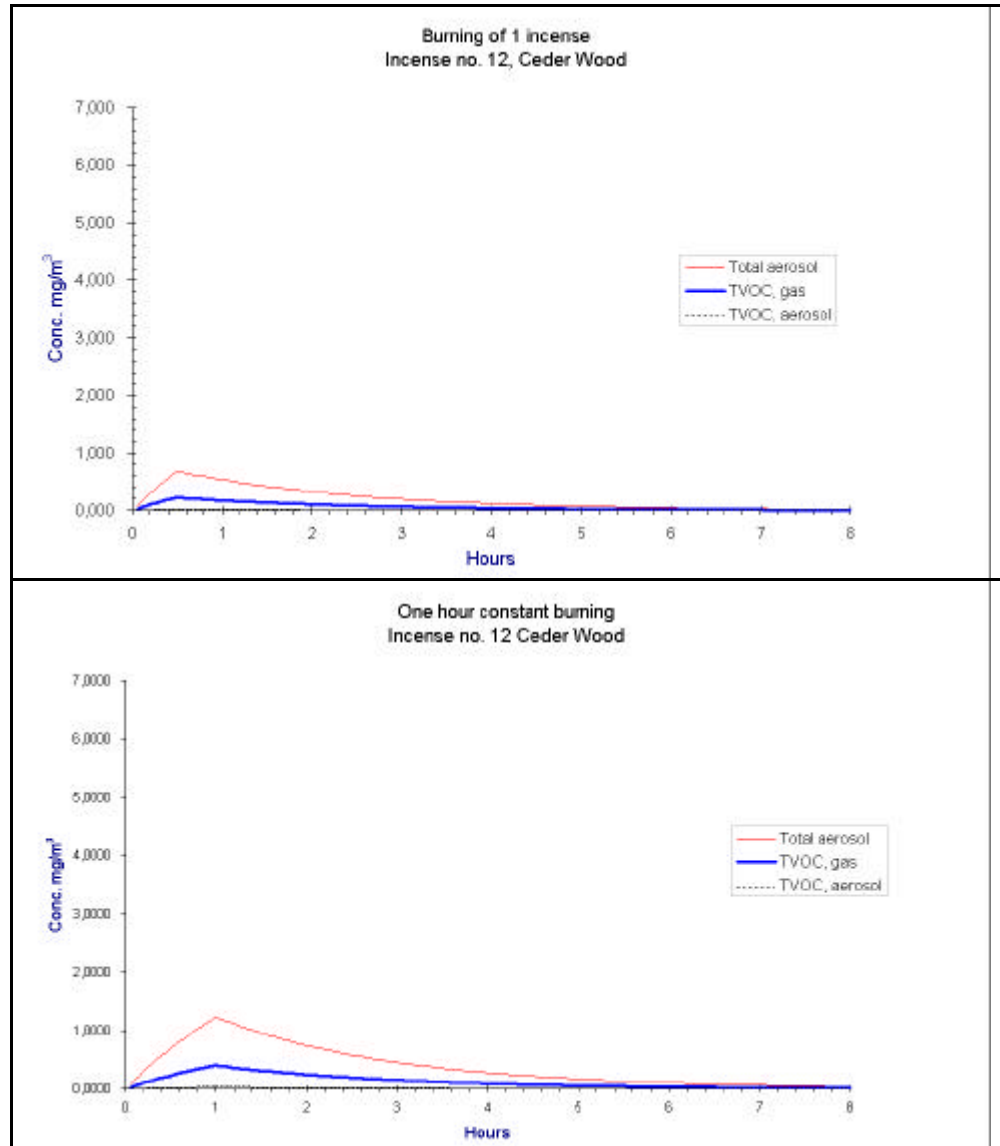 Burning of 1 incense
Incense no. 12, Ceder Wood
7,000
6,000
5,000
4,000
3,000
2,000
1,000
0,000
Conc. mg/m³
0 1 2 3 4 5 6 7 8
Hours
Total aerosol
TVOC, gas
TVOC, aerosol
One hour constant burning
Incense no. 12 Ceder Wood
7,0000
6,0000
5,0000
4,0000
3,0000
2,0000
1,0000
0,0000
Conc. mg/m³
0 1 2 3 4 5 6 7 8
Hours
Total aerosol
TVOC, gas
TVOC, aerosol